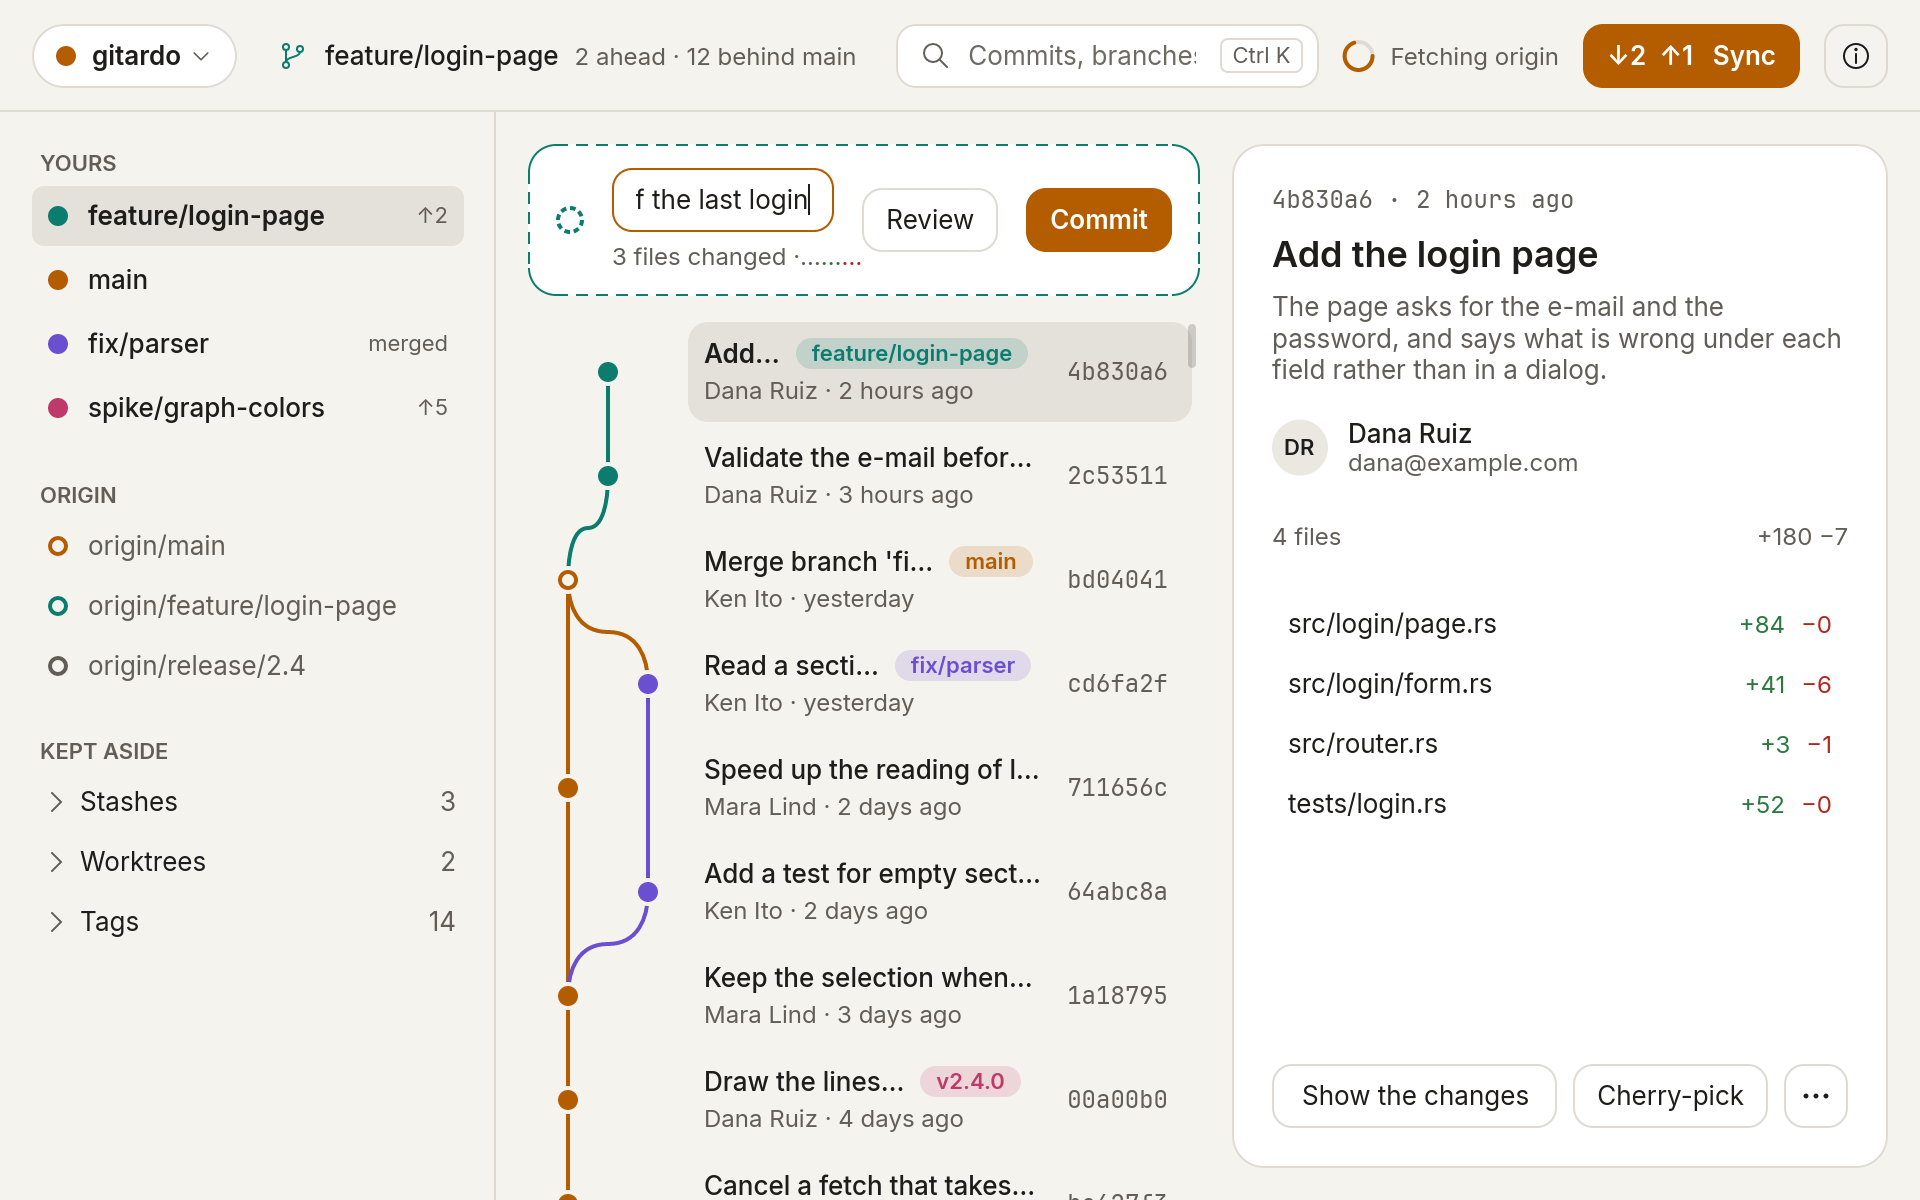 gitardo
feature/login-page 2 ahead · 12 behind main
Commits, branches
Ctrl K
Fetching origin
↓2 ↑1 Sync
YOURS
feature/login-page ↑2
main
fix/parser merged
spike/graph-colors ↑5
ORIGIN
origin/main
origin/feature/login-page
origin/release/2.4
KEPT ASIDE
Stashes 3
Worktrees 2
Tags 14
f the last login
3 files changed ·.........
Review
Commit
Add... feature/login-page 4b830a6
Dana Ruiz · 2 hours ago
Validate the e-mail befor... 2c53511
Dana Ruiz · 3 hours ago
Merge branch 'fi... main bd04041
Ken Ito · yesterday
Read a secti... fix/parser cd6fa2f
Ken Ito · yesterday
Speed up the reading of l... 711656c
Mara Lind · 2 days ago
Add a test for empty sect... 64abc8a
Ken Ito · 2 days ago
Keep the selection when... 1a18795
Mara Lind · 3 days ago
Draw the lines... v2.4.0 00a00b0
Dana Ruiz · 4 days ago
Cancel a fetch that takes...
4b830a6 · 2 hours ago
Add the login page
The page asks for the e-mail and the
password, and says what is wrong under each
field rather than in a dialog.
DR
Dana Ruiz
dana@example.com
4 files +180 −7
src/login/page.rs +84 −0
src/login/form.rs +41 −6
src/router.rs +3 −1
tests/login.rs +52 −0
Show the changes
Cherry-pick
...